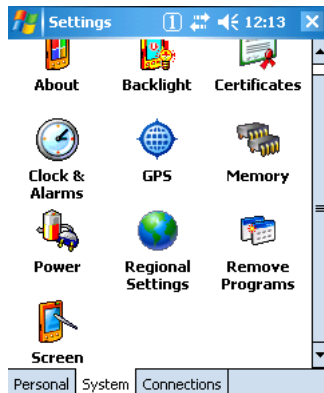 Settings 1 12:13
About Backlight Certificates
Clock & Alarms GPS Memory
Power Regional Settings Remove Programs
Screen
Personal System Connections